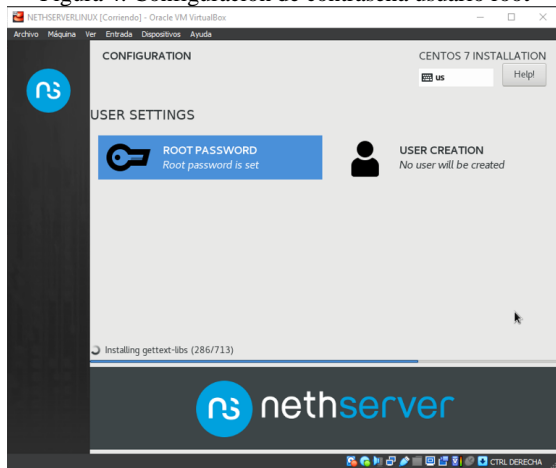 Figura 4. Configuración de contraseña usuario root
NETHSERVERLINUX [Corriendo] - Oracle VM VirtualBox
Archivo Máquina Ver Entrada Dispositivos Ayuda
CONFIGURATION
CENTOS 7 INSTALLATION
us
Help!
ns
USER SETTINGS
ROOT PASSWORD
Root password is set
USER CREATION
No user will be created
Installing gettext-libs (286/713)
ns nethserver
CTRL DERECHA